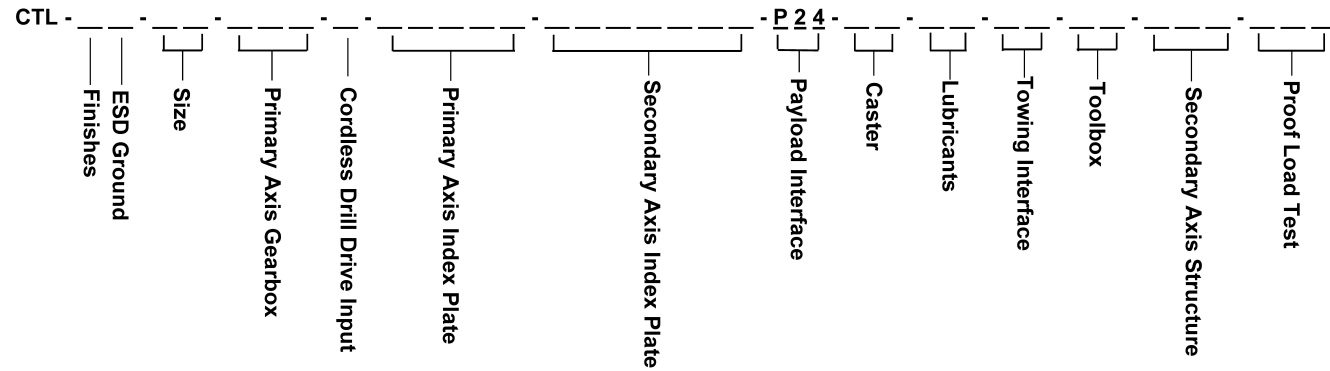 CTL - _ _ - _ _ - _ _ _ _ - _ - _ _ _ _ _ _ - _ _ _ _ _ _ _ _ _ - P 2 4 - _ _ - _ _ - _ _ - _ _ - _ _ _ _ - _ _ _ _
Finishes
ESD Ground
Size
Primary Axis Gearbox
Cordless Drill Drive Input
Primary Axis Index Plate
Secondary Axis Index Plate
Payload Interface
Caster
Lubricants
Towing Interface
Toolbox
Secondary Axis Structure
Proof Load Test